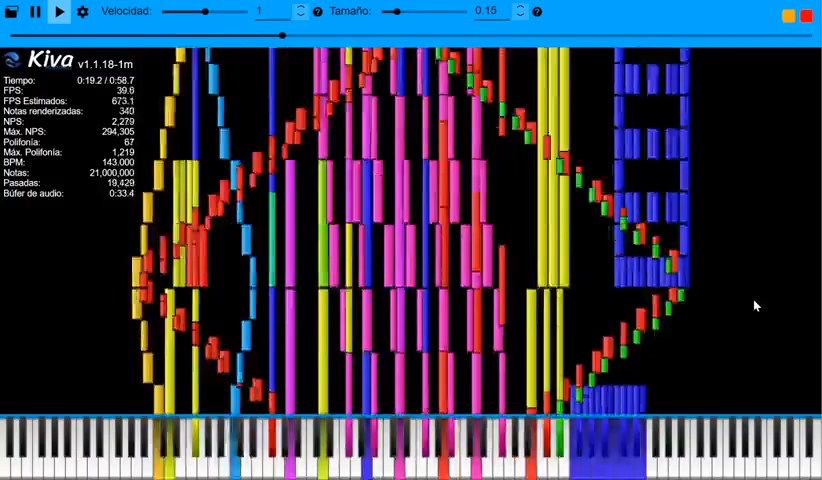 Velocidad: 1 Tamaño: 0.15
Kiva v1.1.18-1m
Tiempo: 0:19.2 / 0:58.7
FPS: 39.6
FPS Estimados: 673.1
Notas renderizadas: 340
NPS: 2,279
Máx. NPS: 294,305
Polifonía: 67
Máx. Polifonía: 1,219
BPM: 143.000
Notas: 21,000,000
Pasadas: 19,429
Búfer de audio: 0:33.4